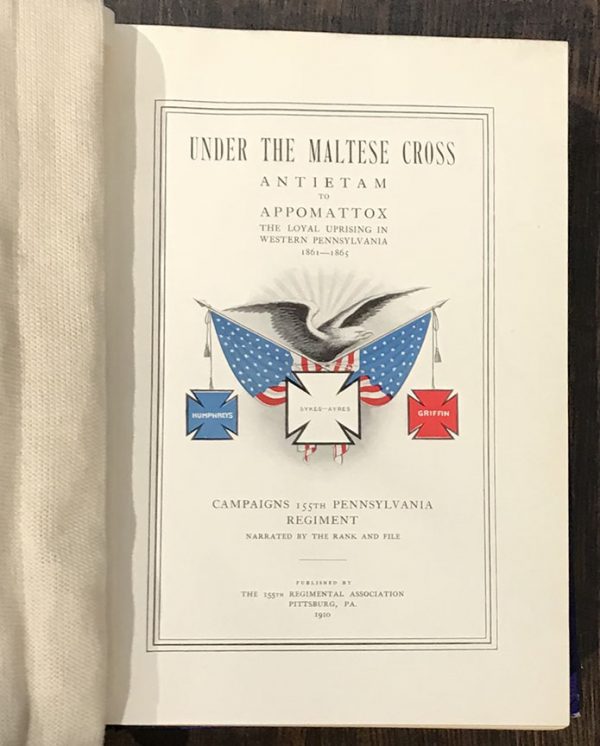 UNDER THE MALTESE CROSS
ANTIETAM
TO
APPOMATTOX
THE LOYAL UPRISING IN
WESTERN PENNSYLVANIA
1861—1865
HUMPHREYS
SYKES—AYRES
GRIFFIN
CAMPAIGNS 155TH PENNSYLVANIA
REGIMENT
NARRATED BY THE RANK AND FILE
PUBLISHED BY
THE 155TH REGIMENTAL ASSOCIATION
PITTSBURG, PA.
1910